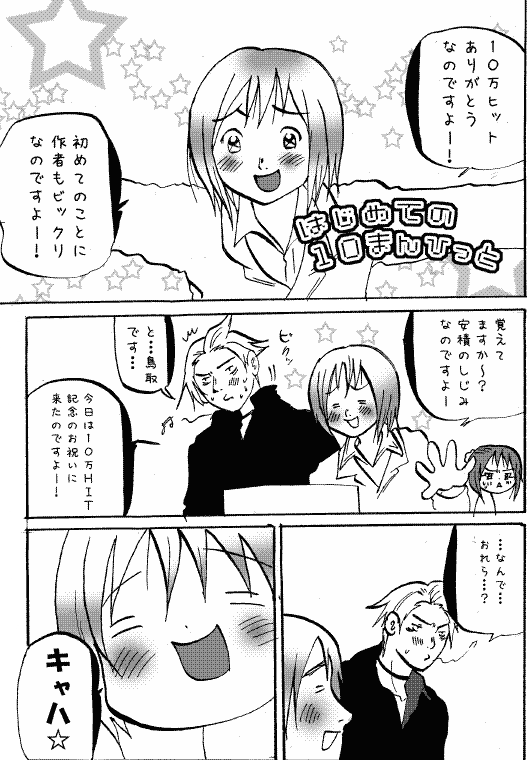 10万ヒット
ありがとう
なのですよー!
初めてのことに
作者もビックリ
なのですよー!
はじめての
10まんひっと
覚えて
ますか〜?
安積のしじみ
なのですよー
ビクッ
と…鳥取
です…
今日は10万HIT
記念のお祝いに
来たのですよー!
…なんで…
おれら…?
キャハ☆